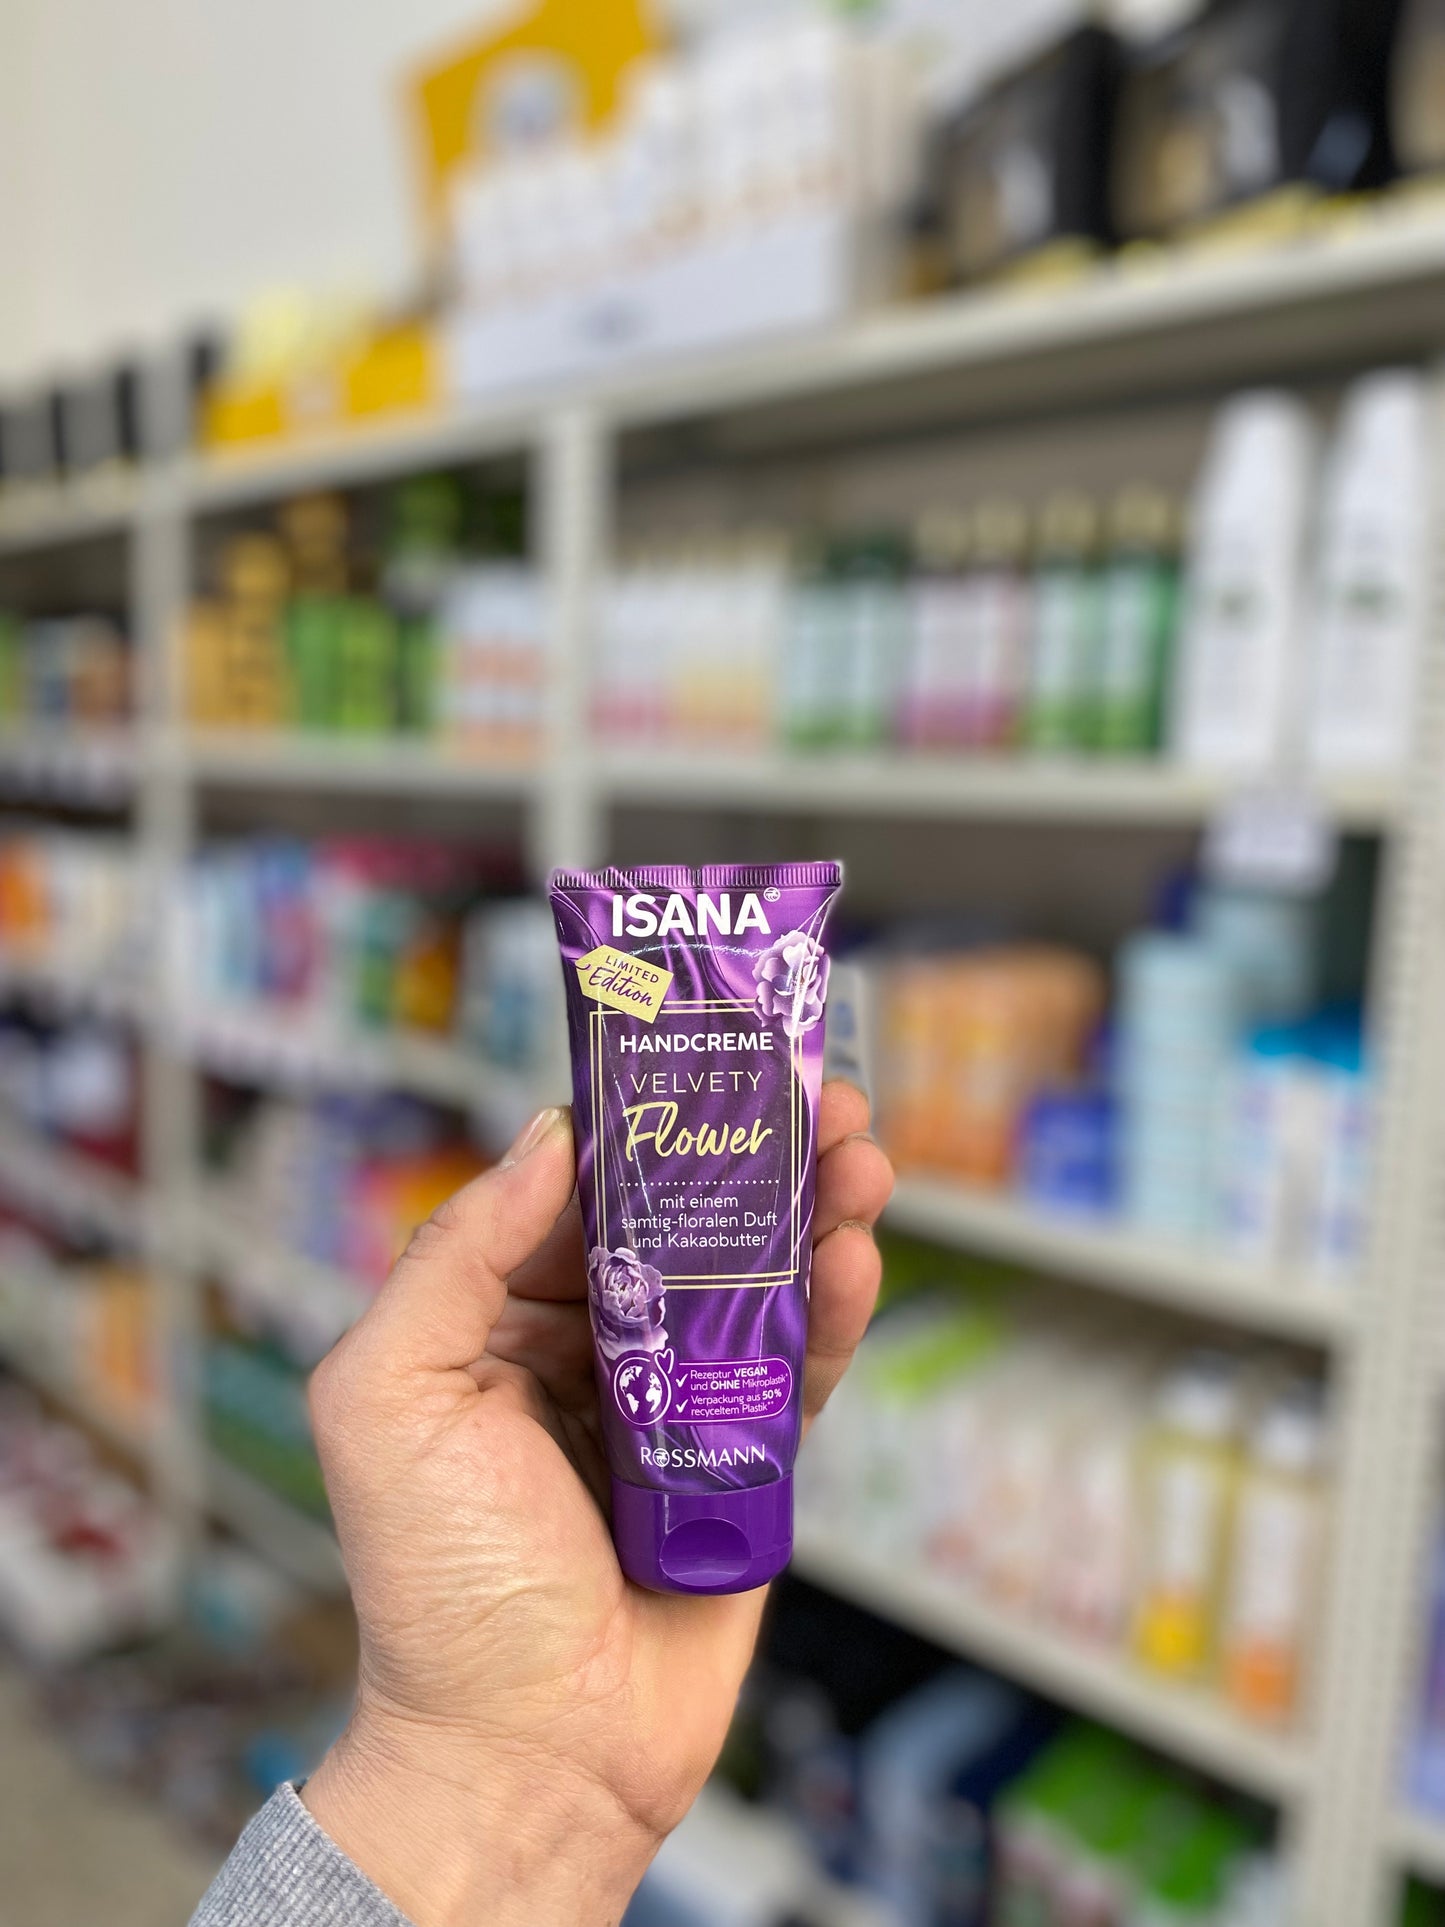 ISANA
LIMITED
Edition
HANDCREME
VELVETY
Flower
mit einem
samtig-floralen Duft
und Kakaobutter
Rezeptur VEGAN
und OHNE Mikroplastik*
Verpackung aus 50%
recyceltem Plastik**
ROSSMANN